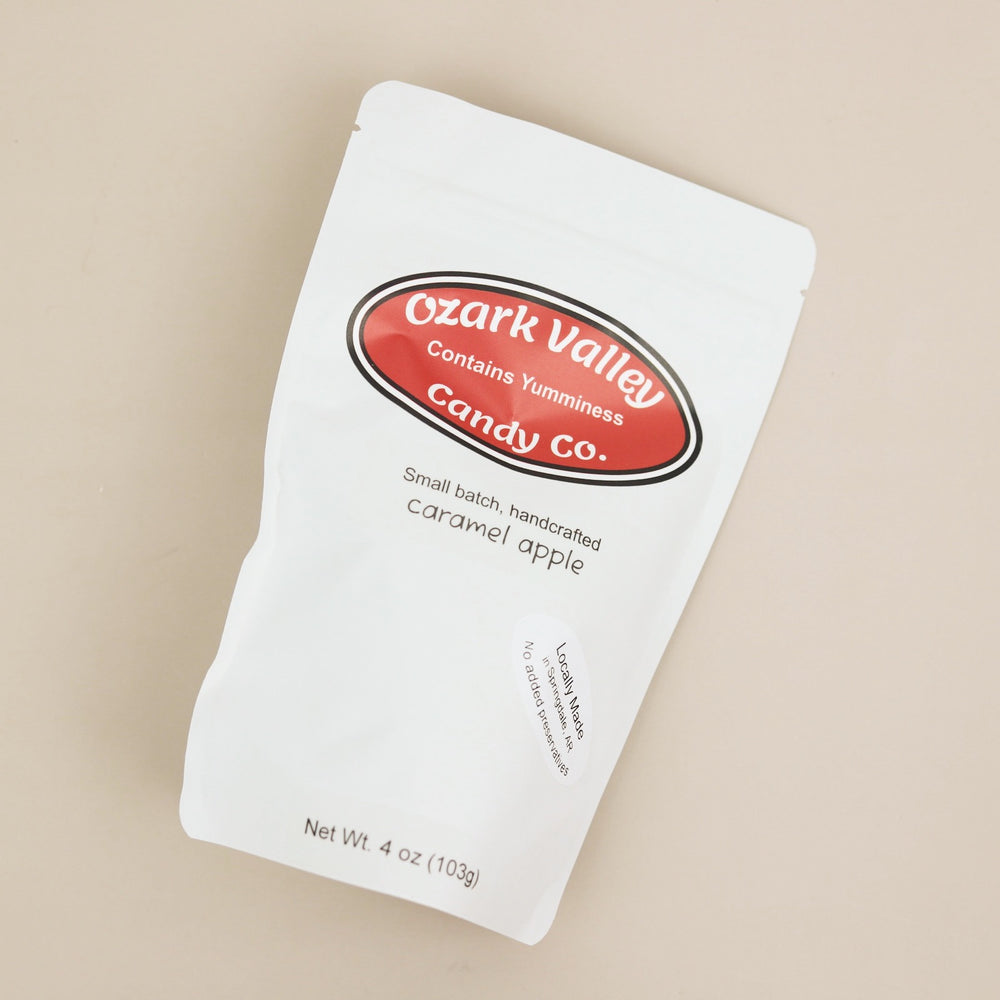 Ozark Valley
Contains Yumminess
Candy Co.
Small batch, handcrafted
caramel apple
Locally Made
in Springdale, AR
No added preservatives
Net Wt. 4 oz (103g)